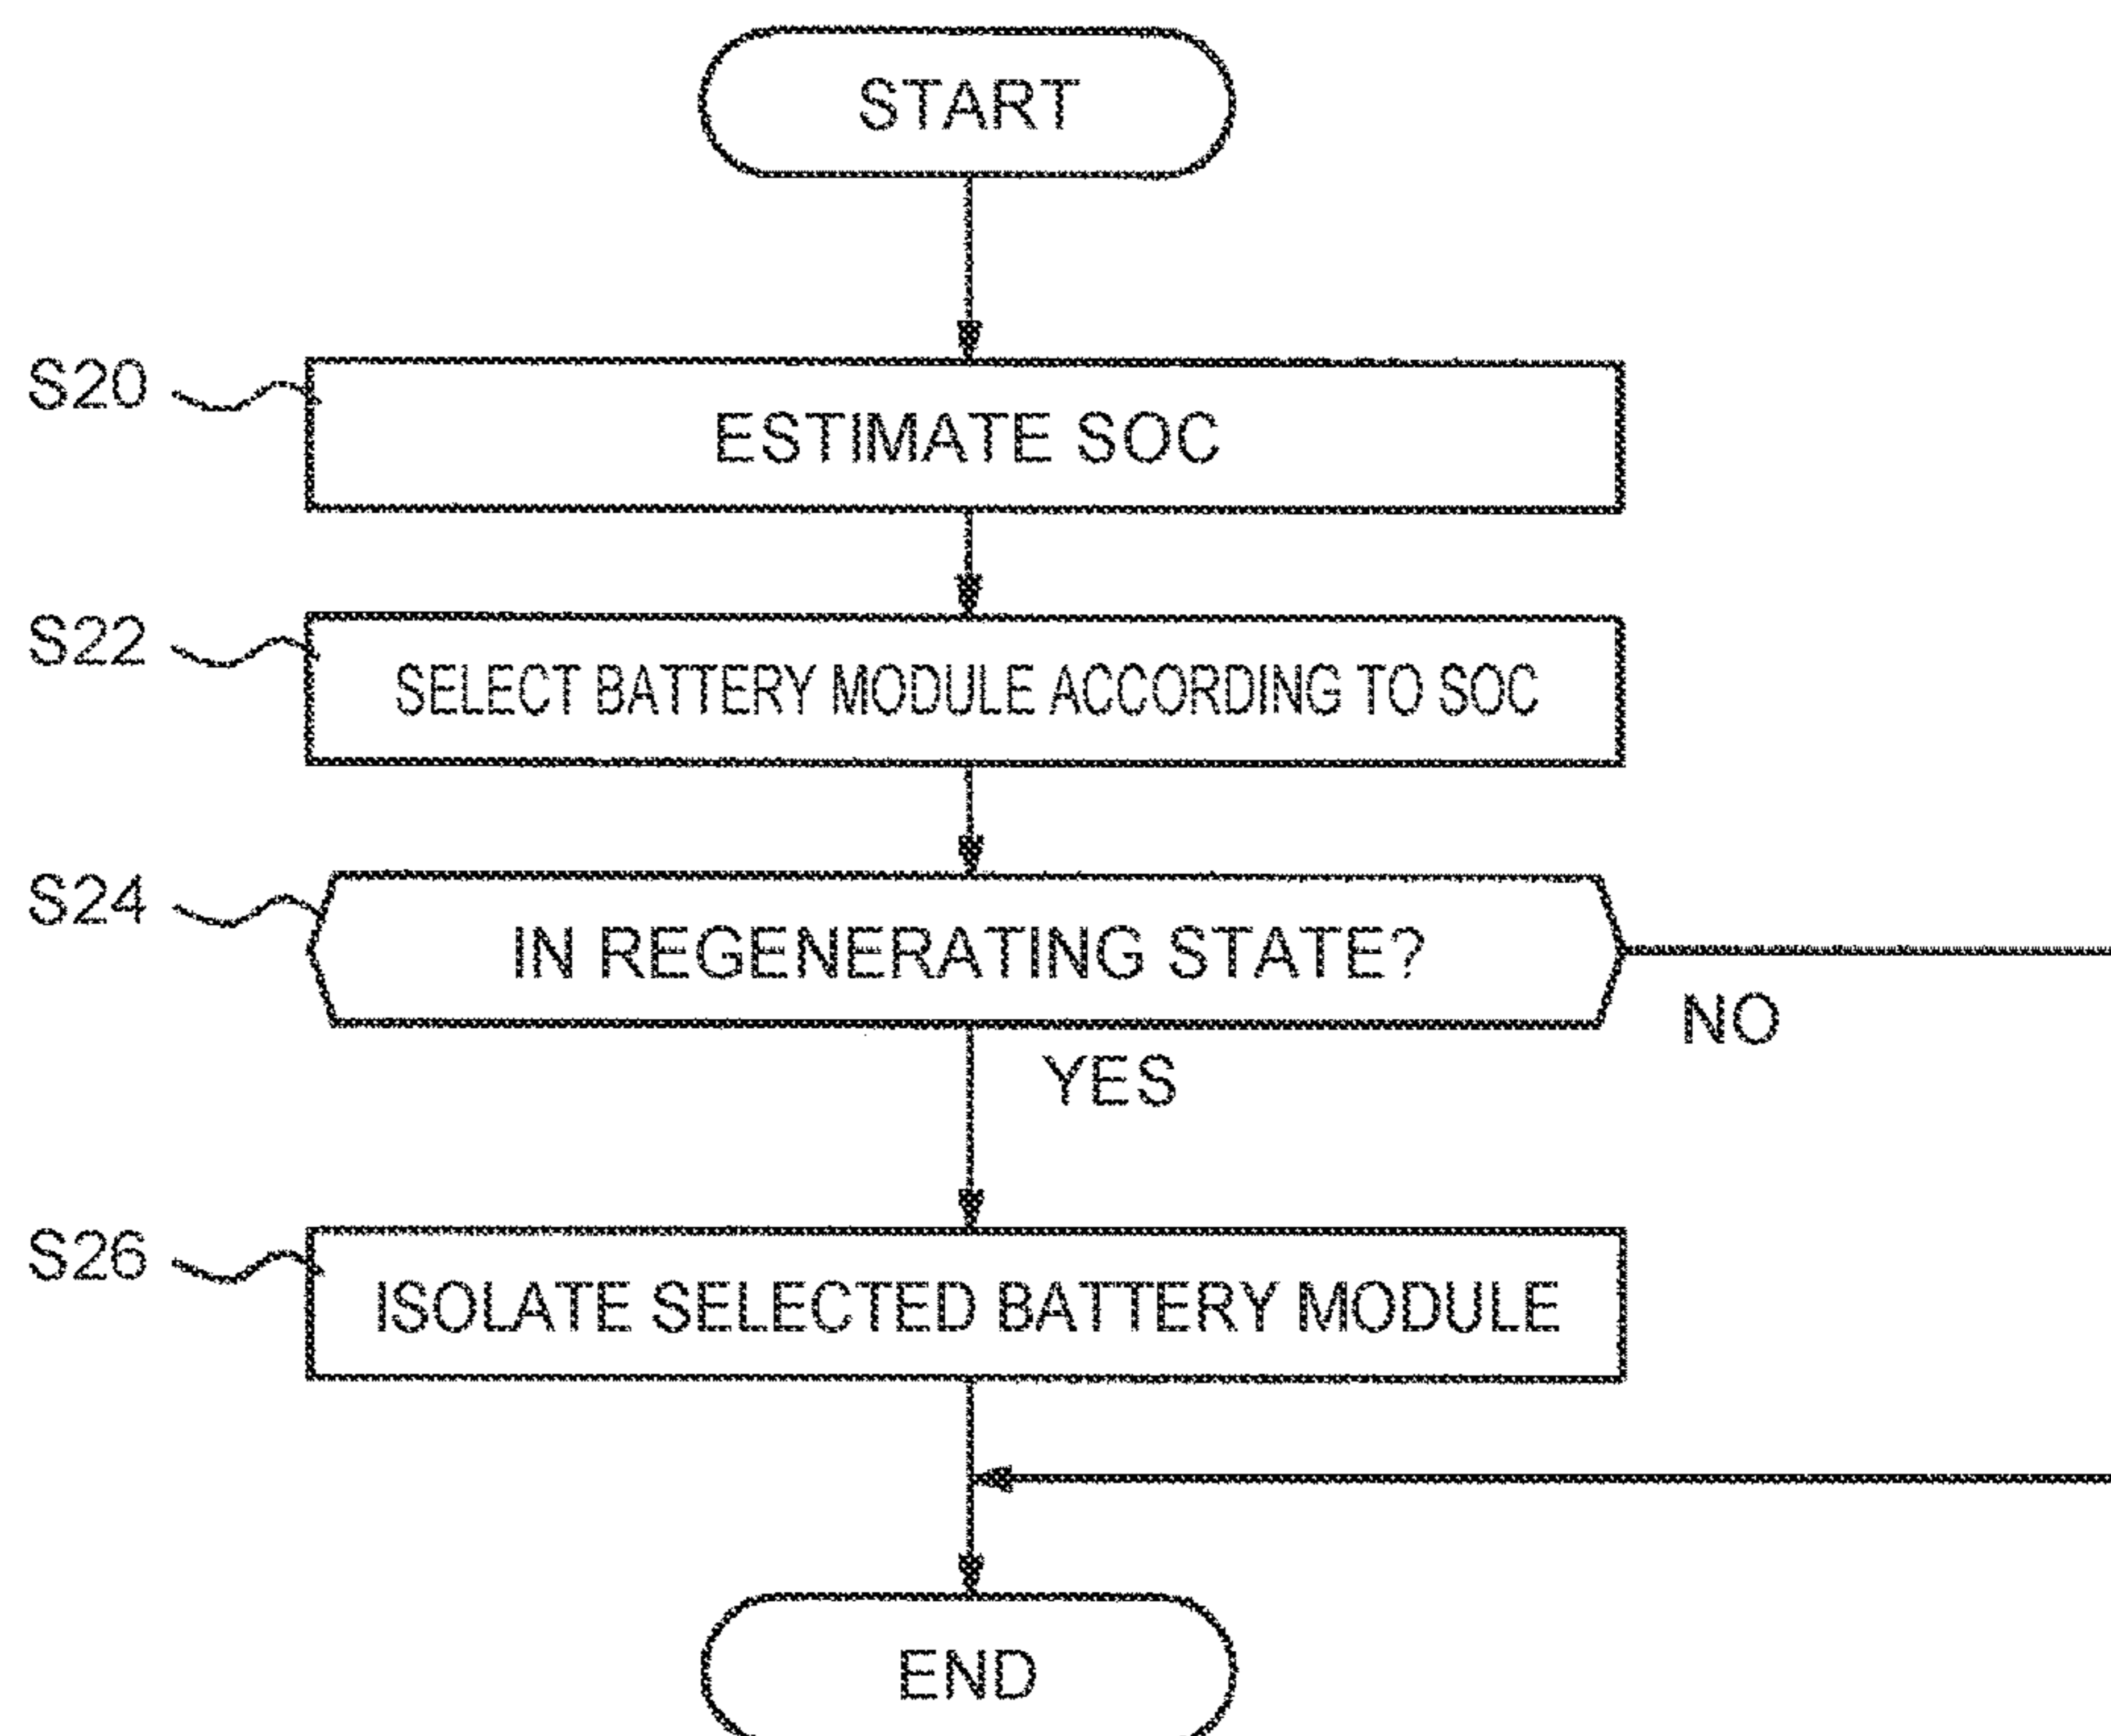 START
S20
ESTIMATE SOC
S22
SELECT BATTERY MODULE ACCORDING TO SOC
S24
IN REGENERATING STATE?
NO
YES
S26
ISOLATE SELECTED BATTERY MODULE
END